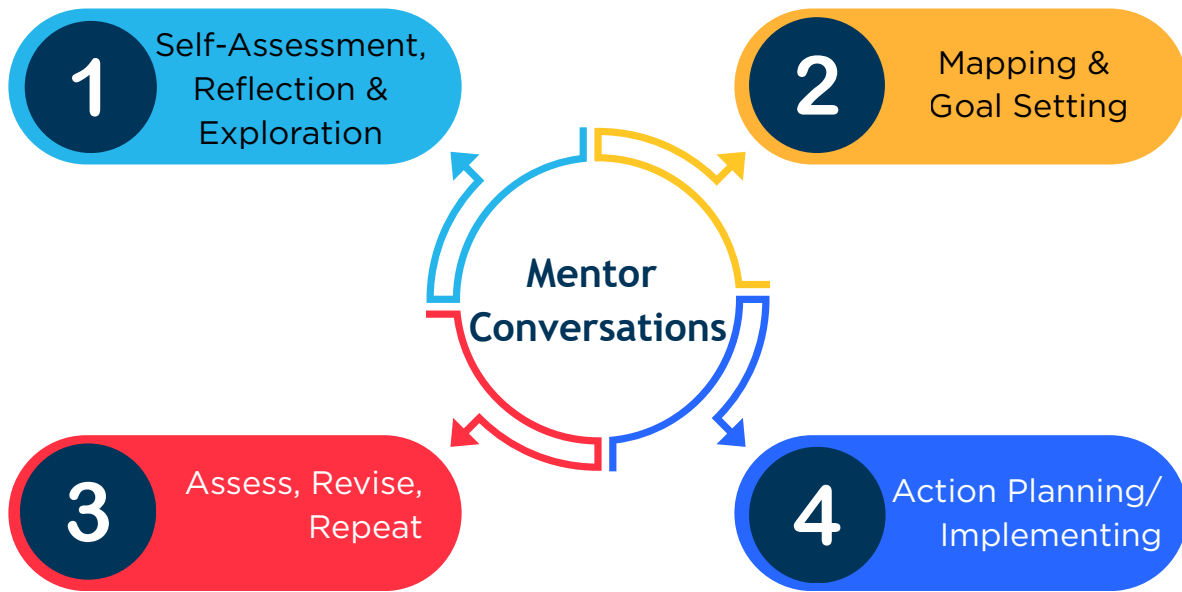 1
Self-Assessment,
Reflection &
Exploration
2
Mapping &
Goal Setting
Mentor
Conversations
3
Assess, Revise,
Repeat
4
Action Planning/
Implementing